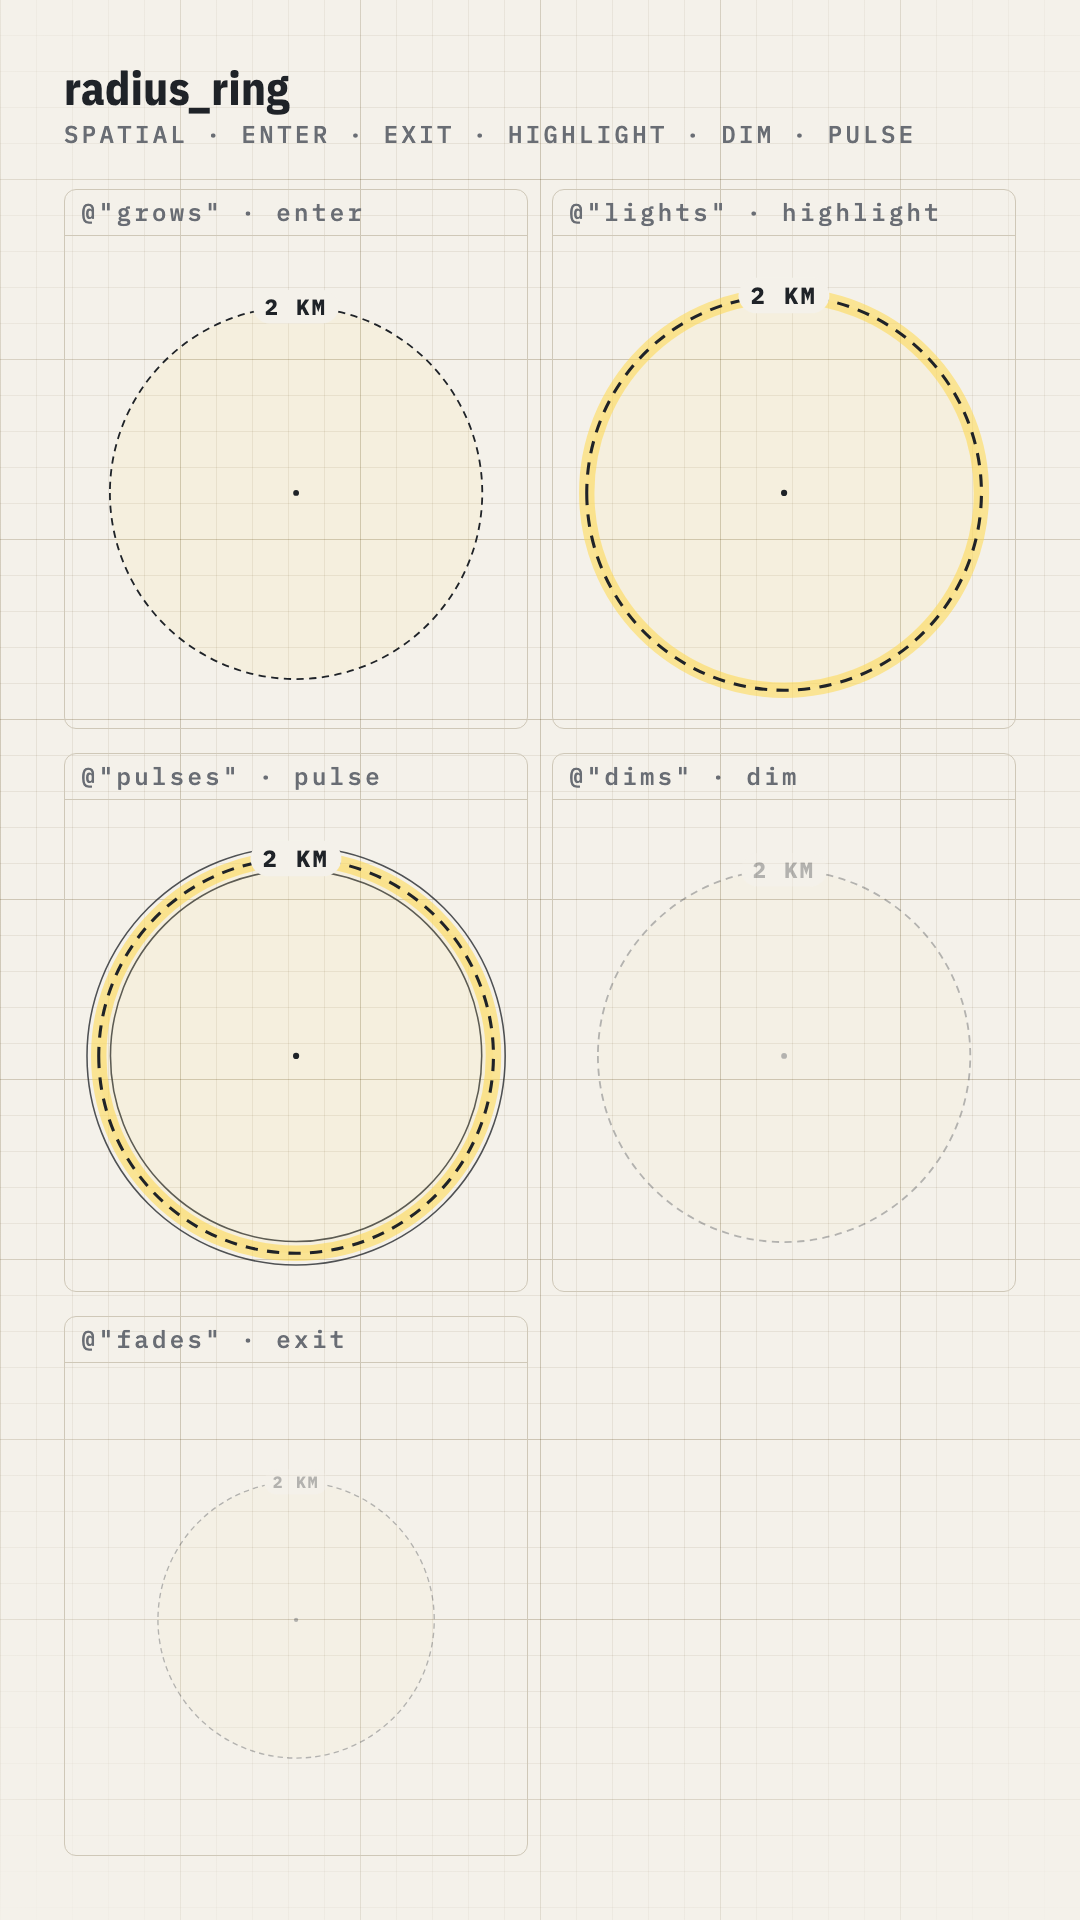 radius_ring
SPATIAL · ENTER · EXIT · HIGHLIGHT · DIM · PULSE
@"grows" · enter
2 KM
@"lights" · highlight
2 KM
@"pulses" · pulse
2 KM
@"dims" · dim
2 KM
@"fades" · exit
2 KM